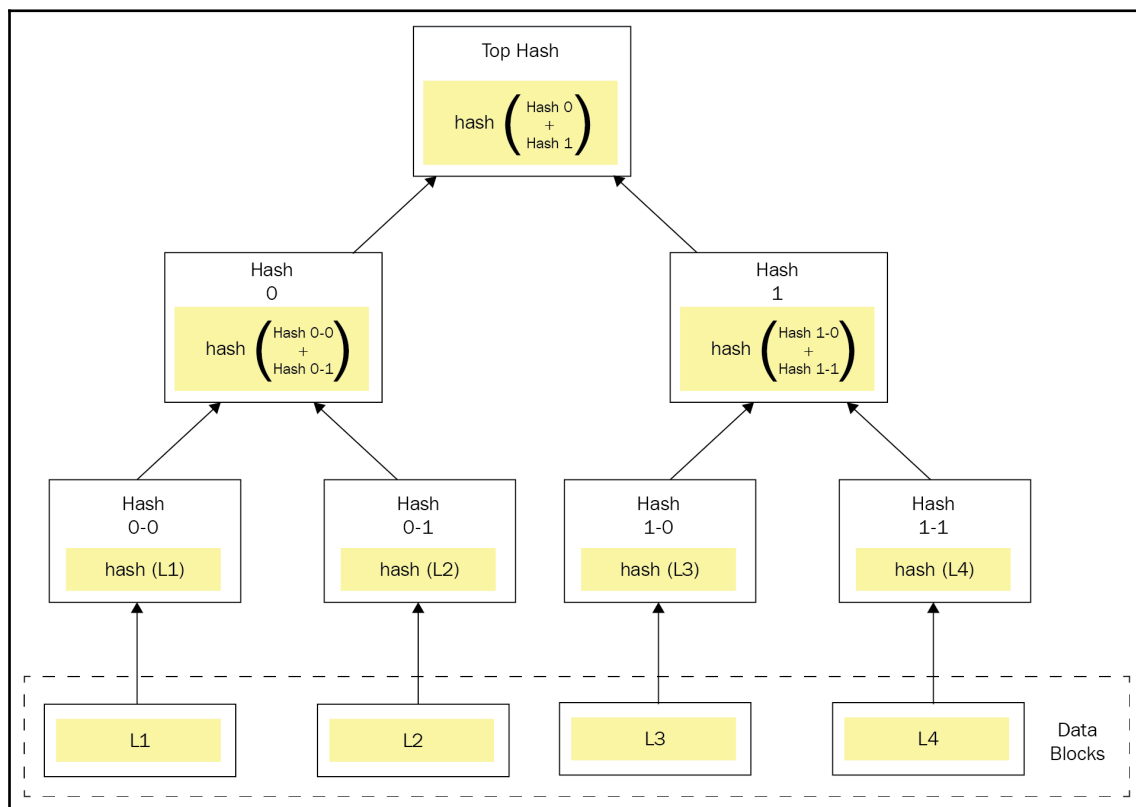 Top Hash
hash ( Hash 0
+
Hash 1 )
Hash
0
hash ( Hash 0-0
+
Hash 0-1 )
Hash
1
hash ( Hash 1-0
+
Hash 1-1 )
Hash
0-0
hash (L1)
Hash
0-1
hash (L2)
Hash
1-0
hash (L3)
Hash
1-1
hash (L4)
L1
L2
L3
L4
Data
Blocks